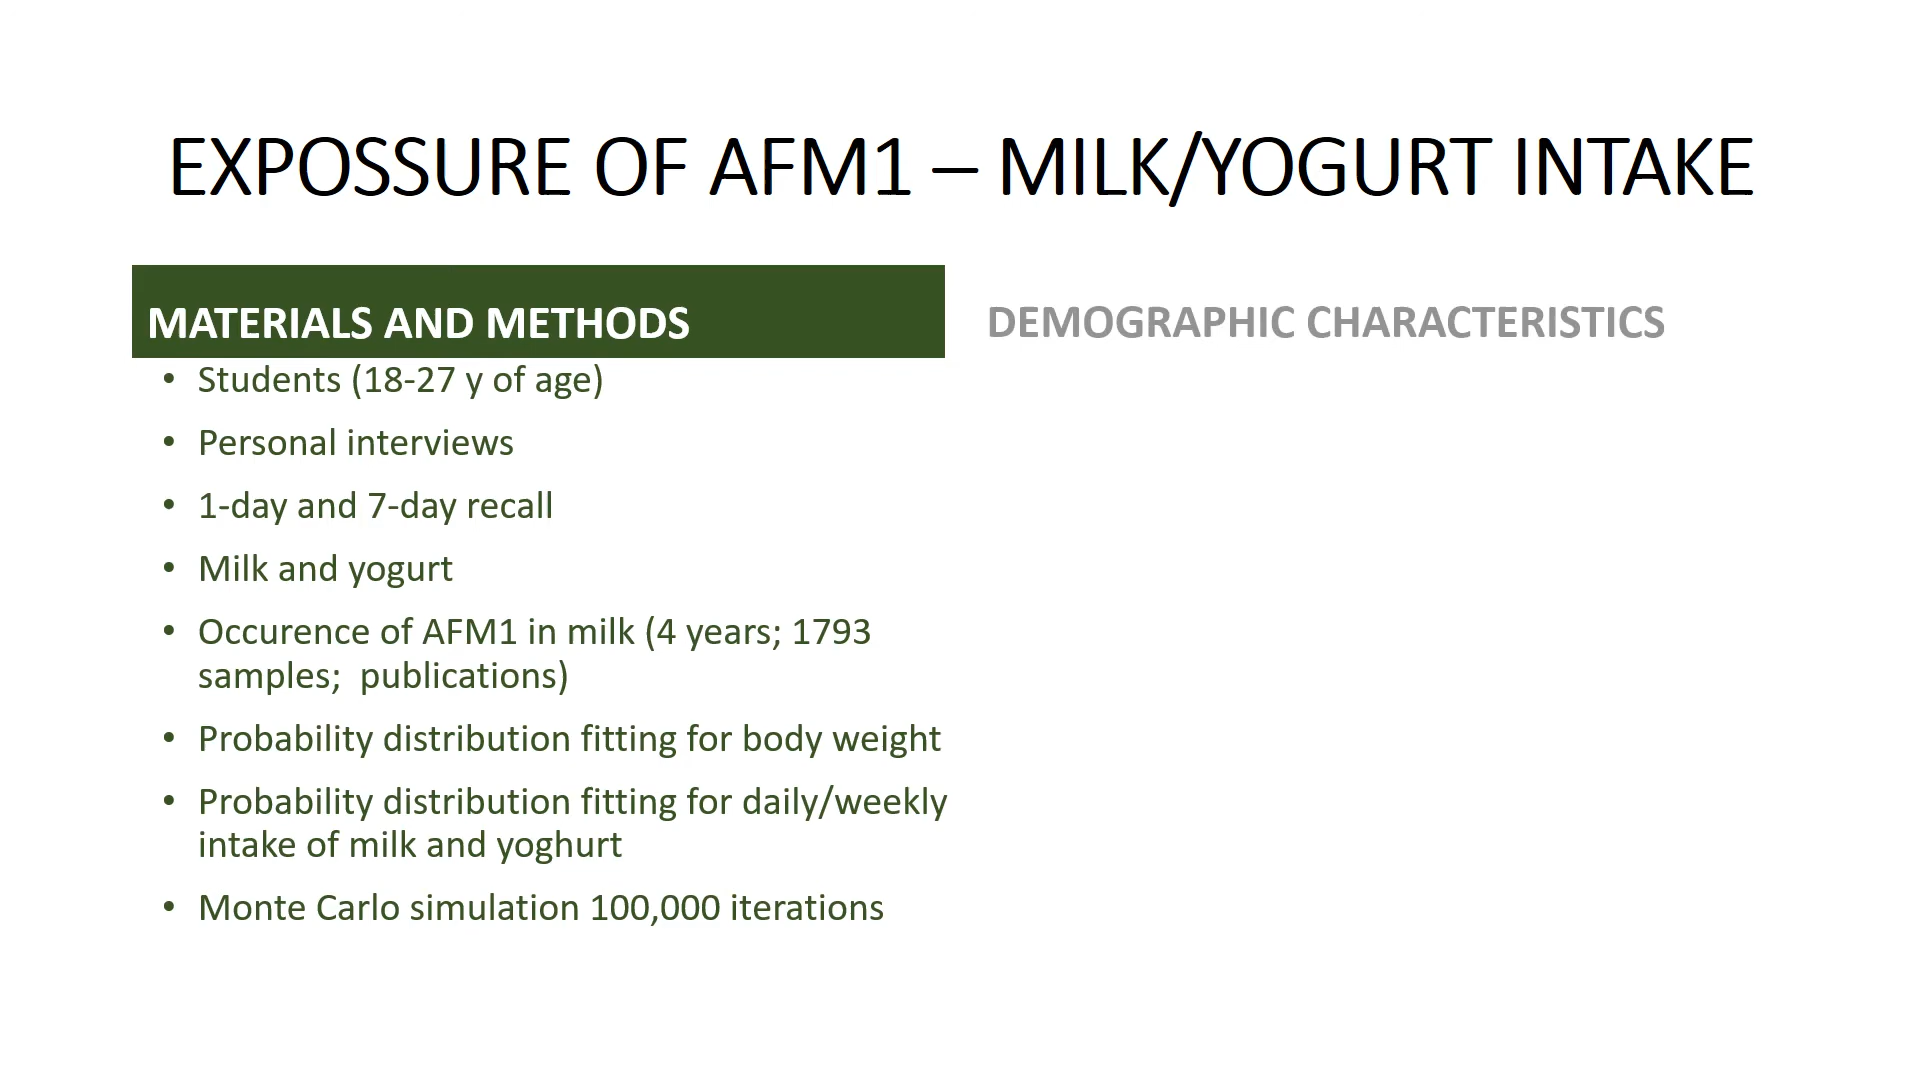 EXPOSSURE OF AFM1 – MILK/YOGURT INTAKE
MATERIALS AND METHODS
• Students (18-27 y of age)
• Personal interviews
• 1-day and 7-day recall
• Milk and yogurt
• Occurence of AFM1 in milk (4 years; 1793
samples;  publications)
• Probability distribution fitting for body weight
• Probability distribution fitting for daily/weekly
intake of milk and yoghurt
• Monte Carlo simulation 100,000 iterations
DEMOGRAPHIC CHARACTERISTICS